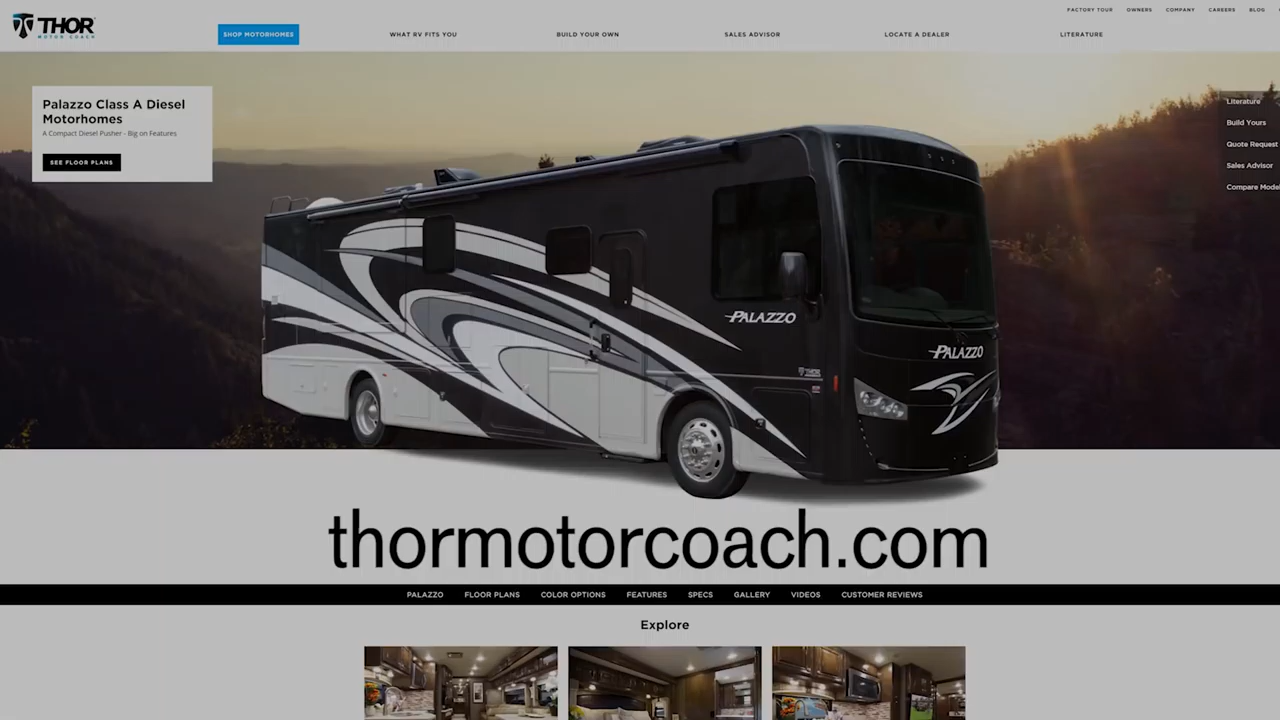 FACTORY TOUR OWNERS COMPANY CAREERS BLOG
THOR
MOTOR COACH
SHOP MOTORHOMES WHAT RV FITS YOU BUILD YOUR OWN SALES ADVISOR LOCATE A DEALER LITERATURE
Palazzo Class A Diesel
Motorhomes
A Compact Diesel Pusher - Big on Features
SEE FLOOR PLANS
Literature
Build Yours
Quote Request
Sales Advisor
Compare Model
PALAZZO
PALAZZO
THOR
thormotorcoach.com
PALAZZO FLOOR PLANS COLOR OPTIONS FEATURES SPECS GALLERY VIDEOS CUSTOMER REVIEWS
Explore